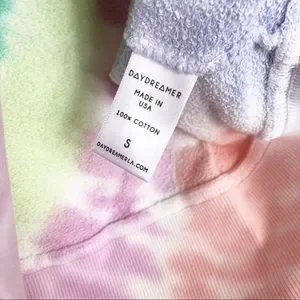 DAYDREAMER
MADE IN
USA
100% COTTON
S
DAYDREAMERLA.COM